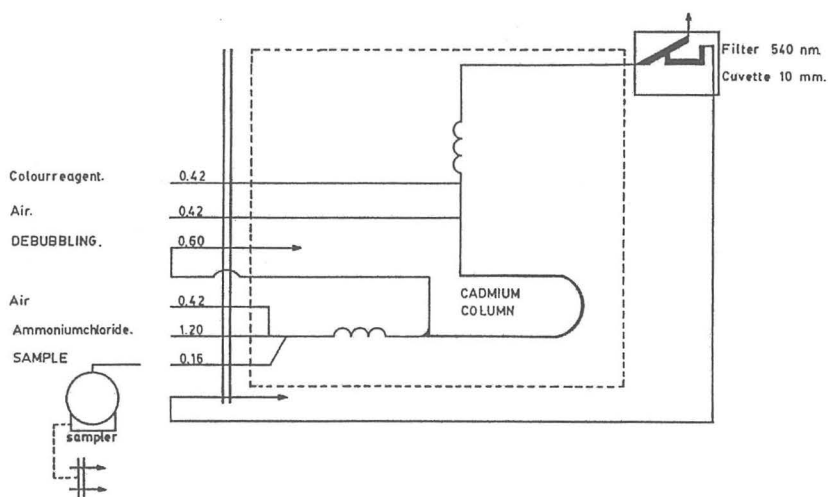 Filter 540 nm.
Cuvette 10 mm.
Colourreagent. 0.42
Air. 0.42
DEBUBBLING. 0.60
Air 0.42
CADMIUM
COLUMN
Ammoniumchloride. 1.20
SAMPLE 0.16
sampler